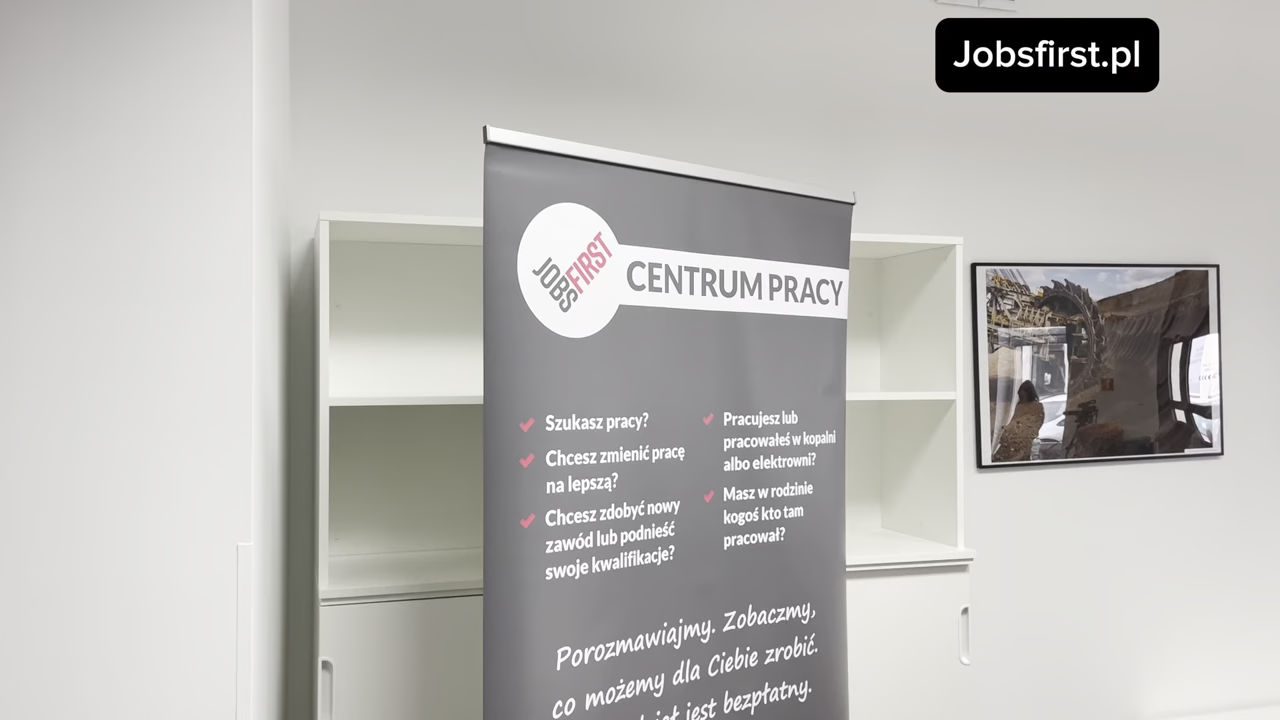 Jobsfirst.pl
JOBSFIRST
CENTRUM PRACY
Szukasz pracy?
Chcesz zmienić pracę
na lepszą?
Chcesz zdobyć nowy
zawód lub podnieść
swoje kwalifikacje?
Pracujesz lub
pracowałeś w kopalni
albo elektrowni?
Masz w rodzinie
kogoś kto tam
pracował?
Porozmawiajmy. Zobaczmy,
co możemy dla Ciebie zrobić.
jest bezpłatny.